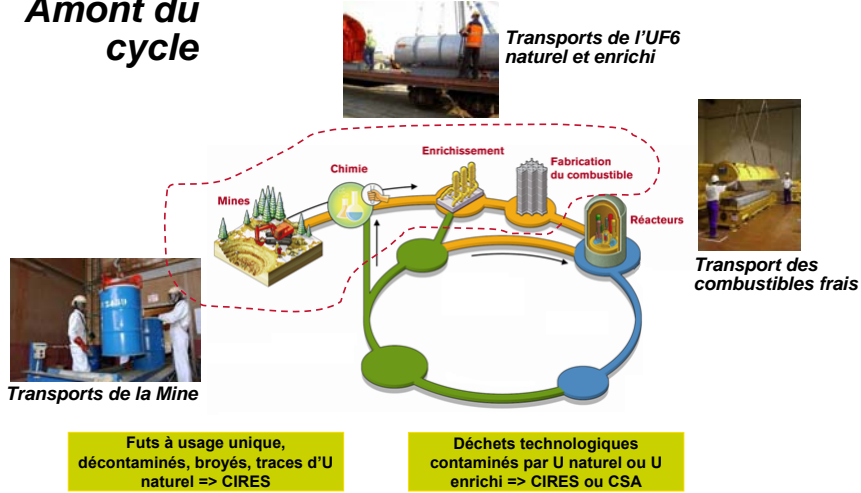 Amont du
cycle
Transports de l'UF6
naturel et enrichi
Enrichissement
Chimie
Fabrication
du combustible
Mines
Réacteurs
Transport des
combustibles frais
Transports de la Mine
Futs à usage unique,
décontaminés, broyés, traces d'U
naturel => CIRES
Déchets technologiques
contaminés par U naturel ou U
enrichi => CIRES ou CSA